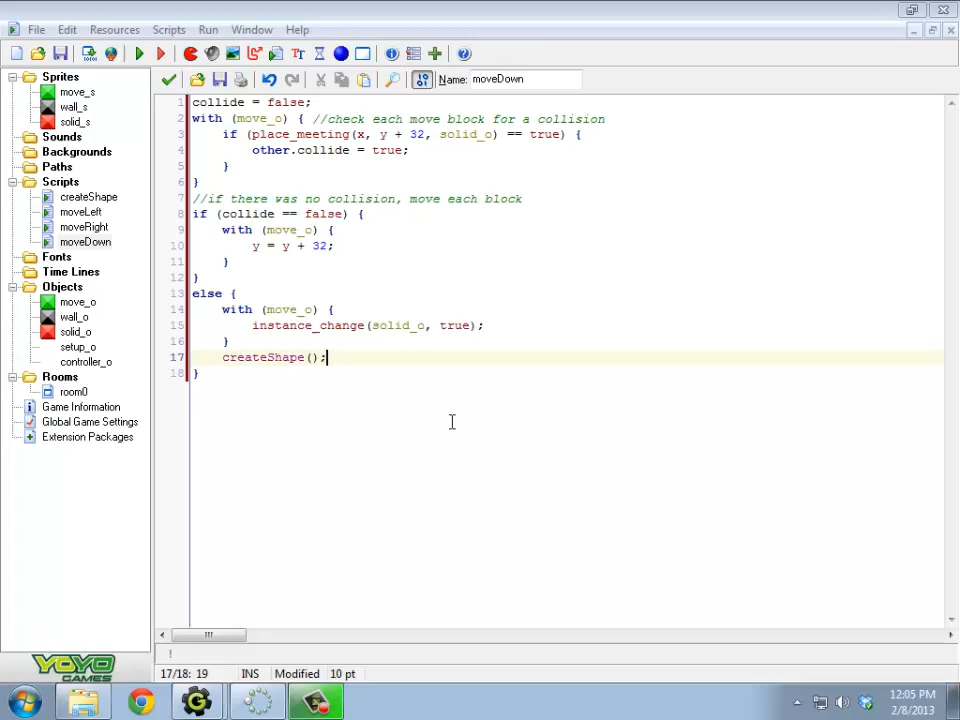 File Edit Resources Scripts Run Window Help
Name: moveDown
Sprites
move_s
wall_s
solid_s
Sounds
Backgrounds
Paths
Scripts
createShape
moveLeft
moveRight
moveDown
Fonts
Time Lines
Objects
move_o
wall_o
solid_o
setup_o
controller_o
Rooms
room0
Game Information
Global Game Settings
Extension Packages
1 collide = false;
2 with (move_o) { //check each move block for a collision
3 if (place_meeting(x, y + 32, solid_o) == true) {
4 other.collide = true;
5 }
6 }
7 //if there was no collision, move each block
8 if (collide == false) {
9 with (move_o) {
10 y = y + 32;
11 }
12 }
13 else {
14 with (move_o) {
15 instance_change(solid_o, true);
16 }
17 createShape();
18 }
!
17/18: 19 INS Modified 10 pt
YOYO
GAMES
12:05 PM
2/8/2013